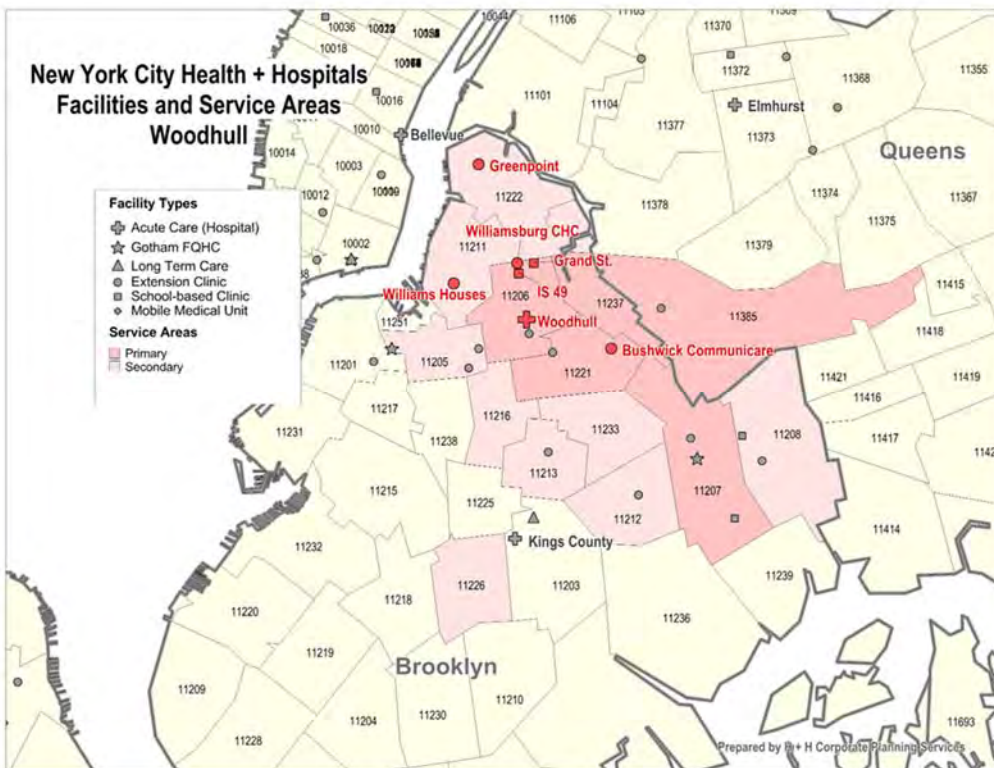 New York City Health + Hospitals
Facilities and Service Areas
Woodhull
Facility Types
Acute Care (Hospital)
Gotham FQHC
Long Term Care
Extension Clinic
School-based Clinic
Mobile Medical Unit
Service Areas
Primary
Secondary
10036
10018
10016
10010
10014
10003
10012
10002
10044
11106
11103
11370
11372
11368
11355
11101
11104
11377
11373
Elmhurst
Bellevue
Queens
Greenpoint
11222
11378
11374
11375
11367
11379
Williamsburg CHC
11211
Grand St.
IS 49
Williams Houses
11206
11237
11385
11415
11251
Woodhull
11418
11201
11205
11221
Bushwick Communicare
11421
11419
11416
11217
11216
11233
11208
11417
11231
11238
11213
11207
11215
11225
11212
11414
11232
Kings County
11203
11239
11226
11218
11236
11220
11219
Brooklyn
11209
11210
11204
11230
11228
11693
Prepared by H + H Corporate Planning Services